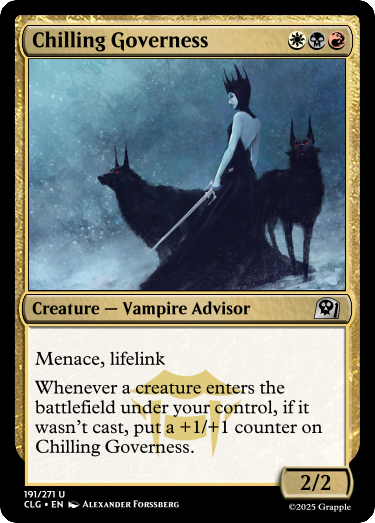 Chilling Governess
Creature — Vampire Advisor
Menace, lifelink
Whenever a creature enters the
battlefield under your control, if it
wasn't cast, put a +1/+1 counter on
Chilling Governess.
2/2
191/271 U
CLG • EN Alexander Forssberg
©2025 Grapple